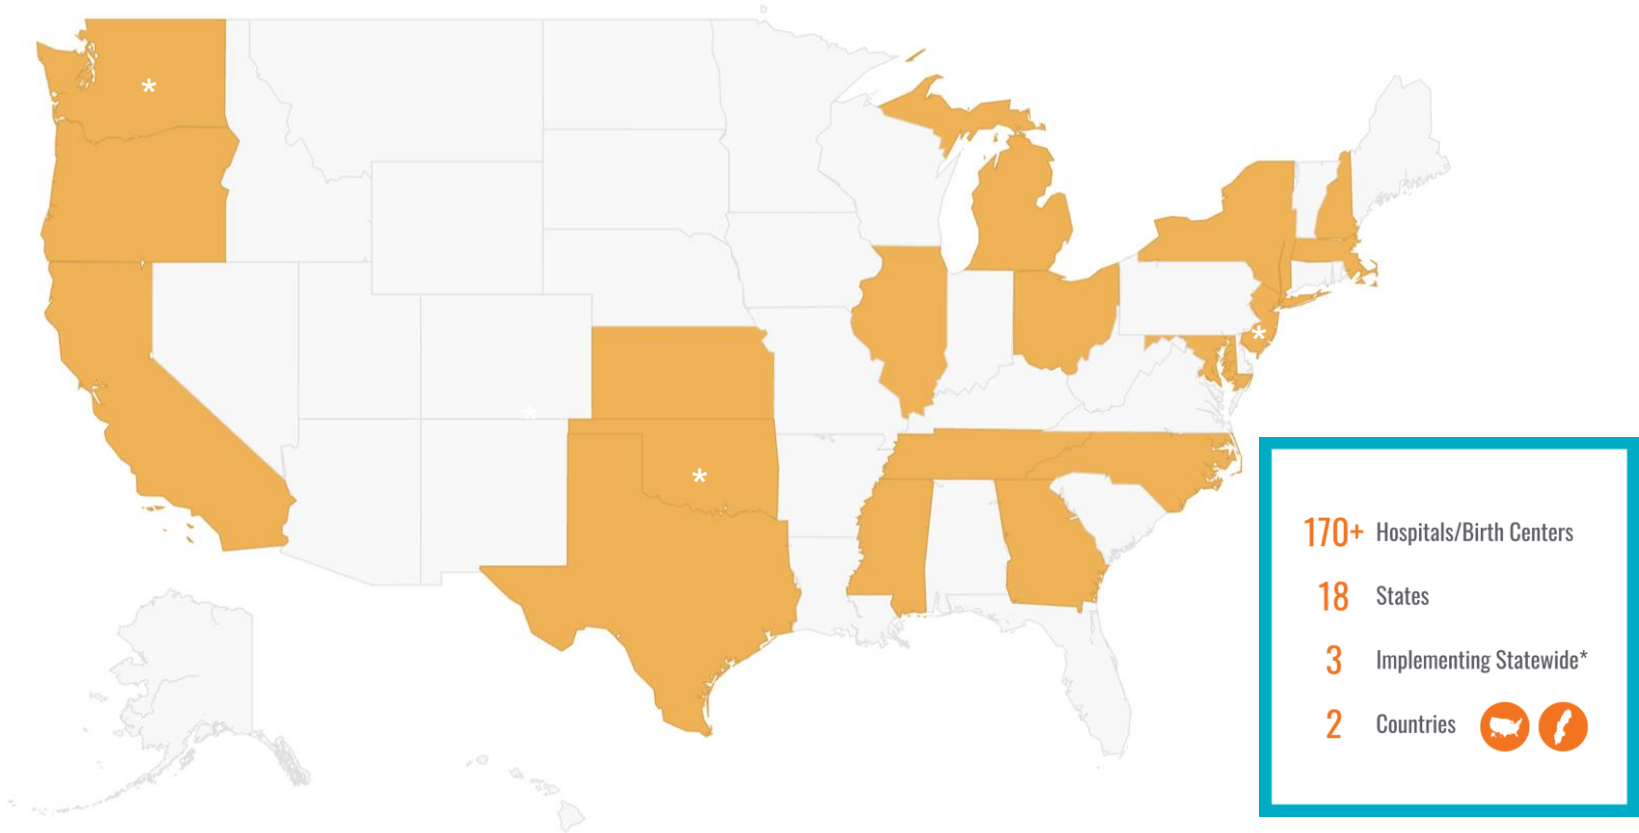 *
*
*
*
170+ Hospitals/Birth Centers
18 States
3 Implementing Statewide*
2 Countries